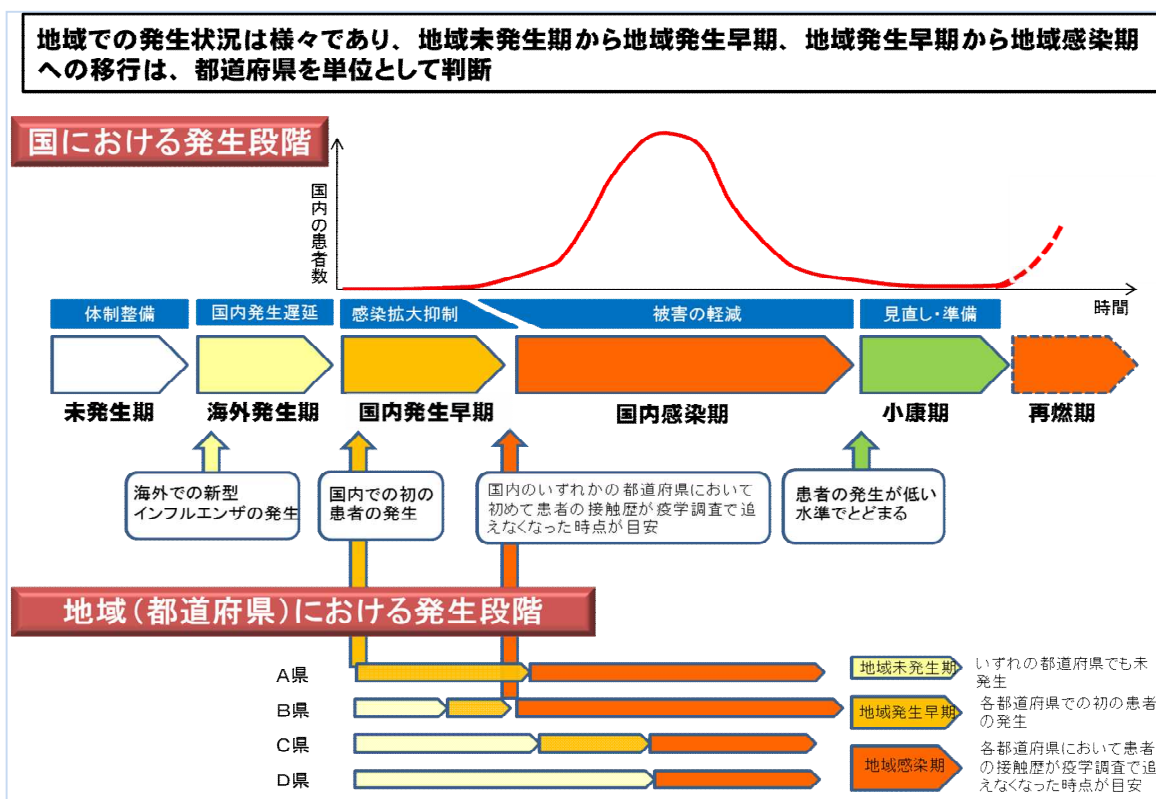 地域での発生状況は様々であり、地域未発生期から地域発生早期、地域発生早期から地域感染期
への移行は、都道府県を単位として判断
国における発生段階
国内の患者数
時間
体制整備
国内発生遅延
感染拡大抑制
被害の軽減
見直し・準備
未発生期
海外発生期
国内発生早期
国内感染期
小康期
再燃期
海外での新型
インフルエンザの発生
国内での初の
患者の発生
国内のいずれかの都道府県において
初めて患者の接触歴が疫学調査で追
えなくなった時点が目安
患者の発生が低い
水準でとどまる
地域(都道府県)における発生段階
A県
B県
C県
D県
地域未発生期
いずれの都道府県でも未
発生
地域発生早期
各都道府県での初の患者
の発生
地域感染期
各都道府県において患者
の接触歴が疫学調査で追
えなくなった時点が目安